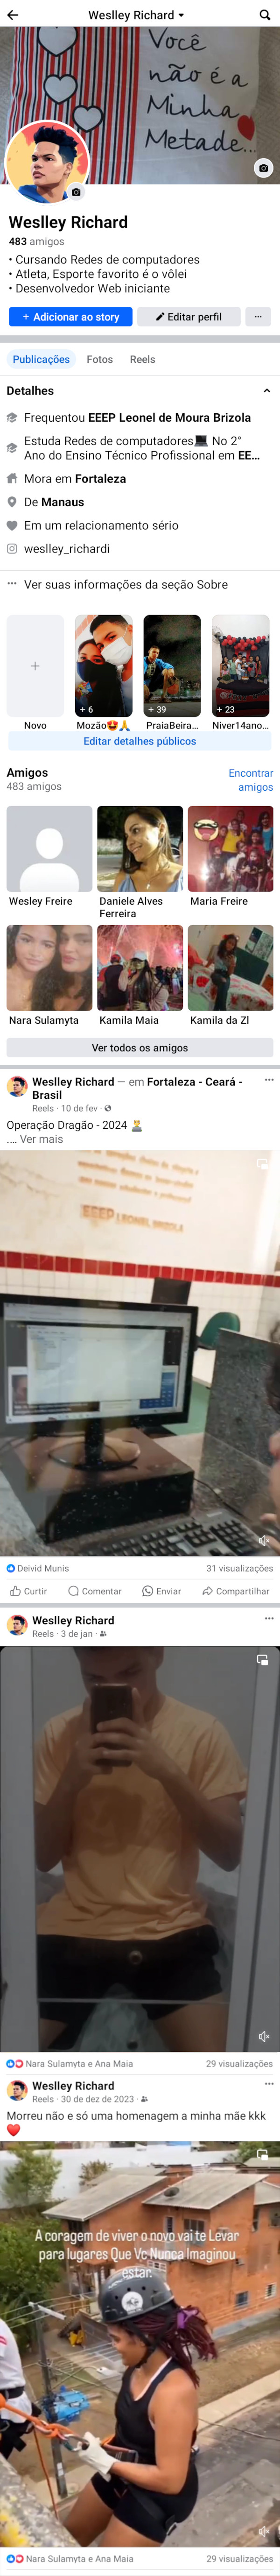 Weslley Richard
Você
não é a
Minha
Metade...
Weslley Richard
483 amigos
• Cursando Redes de computadores
• Atleta, Esporte favorito é o vôlei
• Desenvolvedor Web iniciante
+ Adicionar ao story
Editar perfil
Publicações
Fotos
Reels
Detalhes
Frequentou EEEP Leonel de Moura Brizola
Estuda Redes de computadores💻 No 2°
Ano do Ensino Técnico Profissional em EE...
Mora em Fortaleza
De Manaus
Em um relacionamento sério
weslley_richardi
Ver suas informações da seção Sobre
+ 6
+ 39
+ 23
Novo
Mozão😍🙏
PraiaBeira...
Niver14ano...
Editar detalhes públicos
Amigos
483 amigos
Encontrar
amigos
Wesley Freire
Daniele Alves
Ferreira
Maria Freire
Nara Sulamyta
Kamila Maia
Kamila da Zl
Ver todos os amigos
Weslley Richard — em Fortaleza - Ceará -
Brasil
Reels · 10 de fev ·
Operação Dragão - 2024
.... Ver mais
Deivid Munis
31 visualizações
Curtir
Comentar
Enviar
Compartilhar
Weslley Richard
Reels · 3 de jan ·
Nara Sulamyta e Ana Maia
29 visualizações
Weslley Richard
Reels · 30 de dez de 2023 ·
Morreu não e só uma homenagem a minha mãe kkk
❤️
A coragem de viver o novo vai te Levar
para lugares Que Vc Nunca Imaginou
estar.
Nara Sulamyta e Ana Maia
29 visualizações